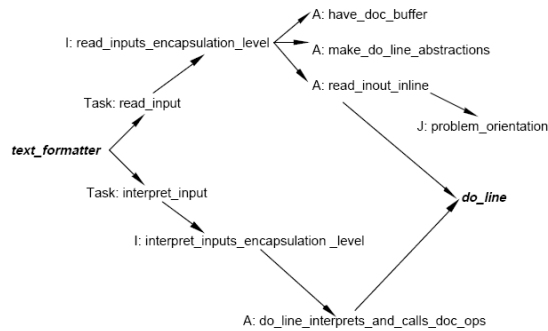 A: have_doc_buffer
I: read_inputs_encapsulation_level
A: make_do_line_abstractions
A: read_inout_inline
Task: read_input
J: problem_orientation
text_formatter
Task: interpret_input
do_line
I: interpret_inputs_encapsulation _level
A: do_line_interprets_and_calls_doc_ops